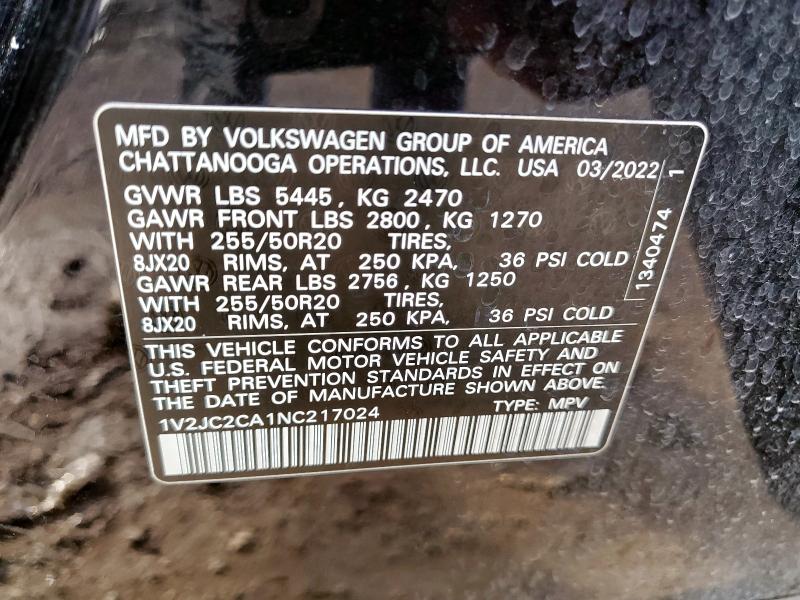 MFD BY VOLKSWAGEN GROUP OF AMERICA
CHATTANOOGA OPERATIONS, LLC. USA 03/2022
GVWR LBS 5445, KG 2470
GAWR FRONT LBS 2800, KG 1270
WITH 255/50R20 TIRES,
8JX20 RIMS, AT 250 KPA, 36 PSI COLD
GAWR REAR LBS 2756, KG 1250
WITH 255/50R20 TIRES,
8JX20 RIMS, AT 250 KPA, 36 PSI COLD
1340474 1
THIS VEHICLE CONFORMS TO ALL APPLICABLE
U.S. FEDERAL MOTOR VEHICLE SAFETY AND
THEFT PREVENTION STANDARDS IN EFFECT ON
THE DATE OF MANUFACTURE SHOWN ABOVE.
1V2JC2CA1NC217024 TYPE: MPV